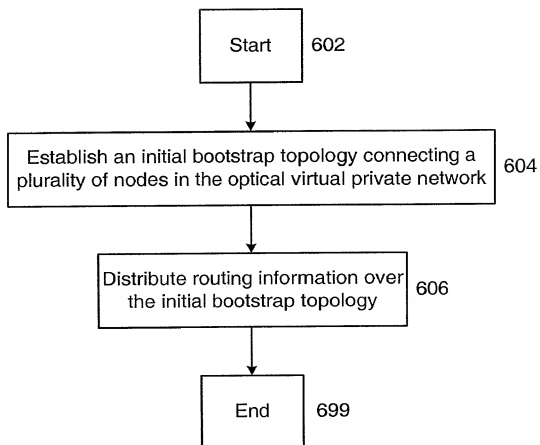 Start
602
Establish an initial bootstrap topology connecting a
plurality of nodes in the optical virtual private network
604
Distribute routing information over
the initial bootstrap topology
606
End
699